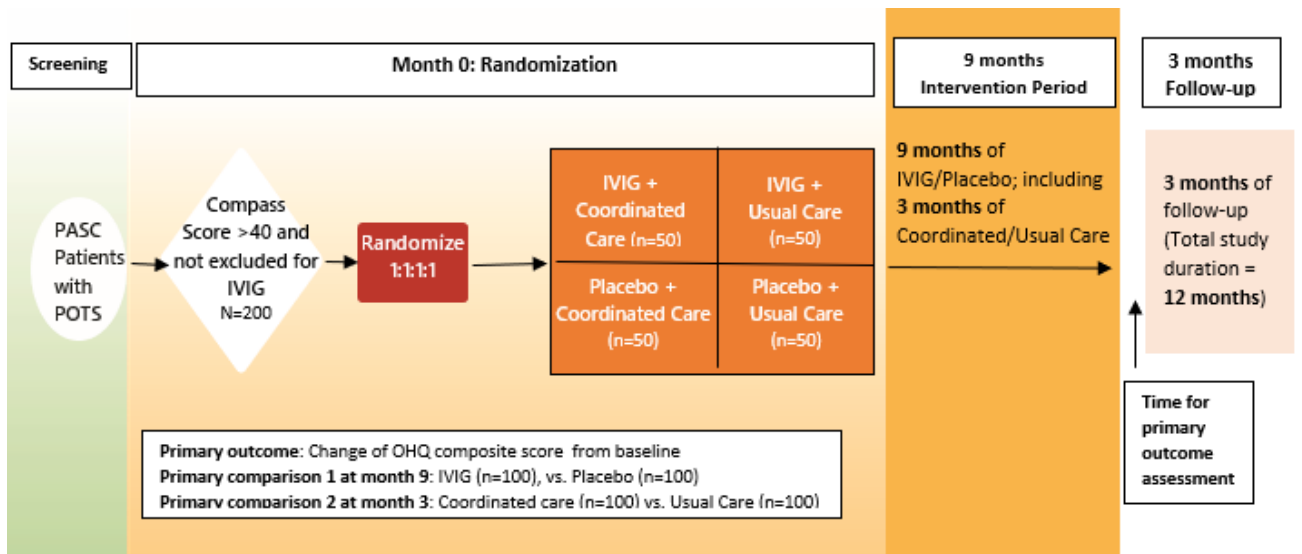 Screening
Month 0: Randomization
9 months
Intervention Period
3 months
Follow-up
PASC
Patients
with
POTS
Compass
Score >40 and
not excluded for
IVIG
N=200
Randomize
1:1:1:1
IVIG +
Coordinated
Care (n=50)
IVIG +
Usual Care
(n=50)
Placebo +
Coordinated Care
(n=50)
Placebo +
Usual Care
(n=50)
9 months of
IVIG/Placebo; including
3 months of
Coordinated/Usual Care
3 months of
follow-up
(Total study
duration =
12 months)
Time for
primary
outcome
assessment
Primary outcome: Change of OHQ composite score from baseline
Primary comparison 1 at month 9: IVIG (n=100), vs. Placebo (n=100)
Primary comparison 2 at month 3: Coordinated care (n=100) vs. Usual Care (n=100)